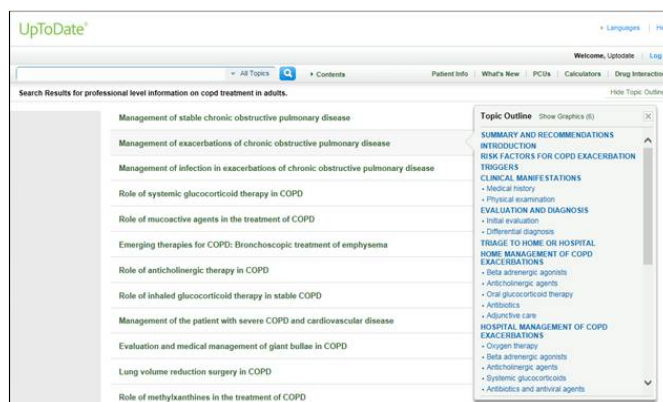 UpToDate®
Languages
Welcome, Uptodate Log
All Topics Contents Patient Info What's New PCUs Calculators Drug Interaction
Search Results for professional level information on copd treatment in adults.
Hide Topic Outline
Management of stable chronic obstructive pulmonary disease
Management of exacerbations of chronic obstructive pulmonary disease
Management of infection in exacerbations of chronic obstructive pulmonary disease
Role of systemic glucocorticoid therapy in COPD
Role of mucoactive agents in the treatment of COPD
Emerging therapies for COPD: Bronchoscopic treatment of emphysema
Role of anticholinergic therapy in COPD
Role of inhaled glucocorticoid therapy in stable COPD
Management of the patient with severe COPD and cardiovascular disease
Evaluation and medical management of giant bullae in COPD
Lung volume reduction surgery in COPD
Role of methylxanthines in the treatment of COPD
Topic Outline Show Graphics (6)
SUMMARY AND RECOMMENDATIONS
INTRODUCTION
RISK FACTORS FOR COPD EXACERBATION
TRIGGERS
CLINICAL MANIFESTATIONS
• Medical history
• Physical examination
EVALUATION AND DIAGNOSIS
• Initial evaluation
• Differential diagnosis
TRIAGE TO HOME OR HOSPITAL
HOME MANAGEMENT OF COPD
EXACERBATIONS
• Beta adrenergic agonists
• Anticholinergic agents
• Oral glucocorticoid therapy
• Antibiotics
• Adjunctive care
HOSPITAL MANAGEMENT OF COPD
EXACERBATIONS
• Oxygen therapy
• Beta adrenergic agonists
• Anticholinergic agents
• Systemic glucocorticoids
• Antibiotics and antiviral agents